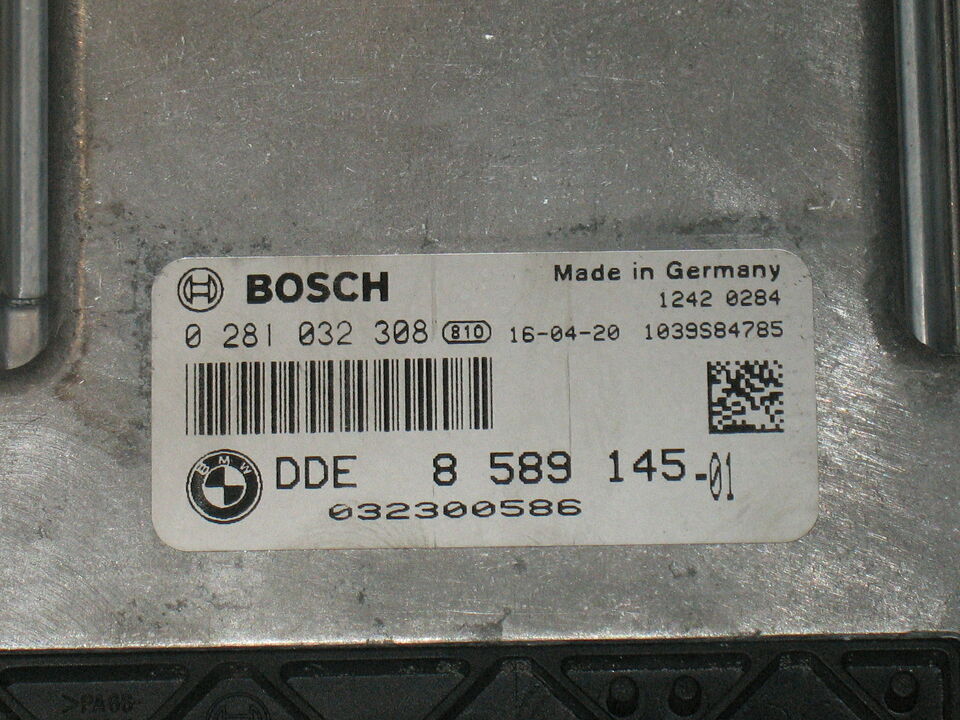 BOSCH
Made in Germany
1242 0284
0 281 032 308 810 16-04-20 1039S84785
BMW
DDE 8 589 145-01
032300586